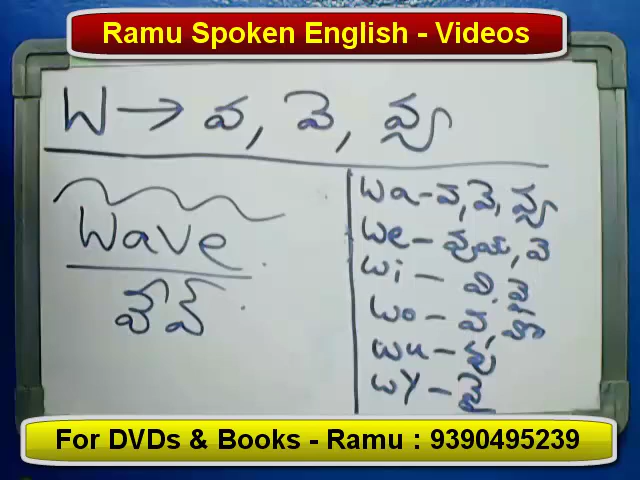 Ramu Spoken English - Videos
W → వ, వె, వ్యు
Wave
వేవ్
Wa - వ, వె, వ్యా
We - వుయ్, వె
Wi - వి, వై
Wo -
Wu - వు
Wy - వై
For DVDs & Books - Ramu : 9390495239